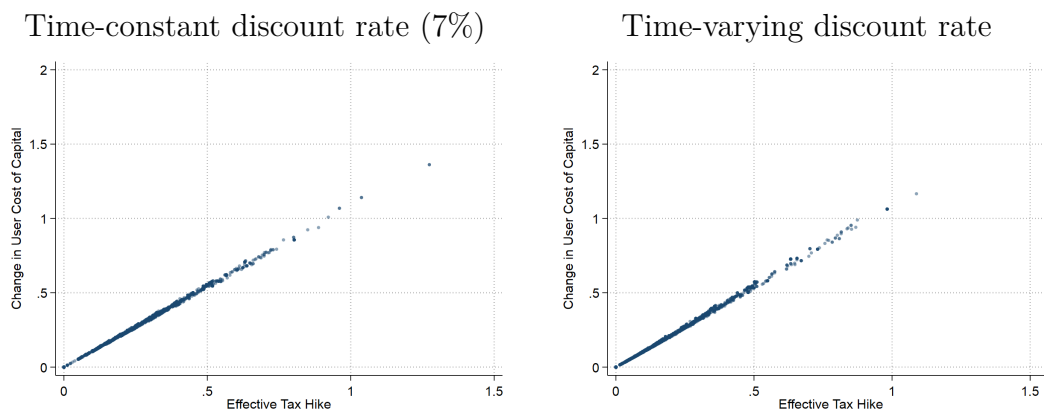 Time-constant discount rate (7%)
Time-varying discount rate
Change in User Cost of Capital
2
1.5
1
.5
0
0 .5 1 1.5
Effective Tax Hike
Change in User Cost of Capital
2
1.5
1
.5
0
0 .5 1 1.5
Effective Tax Hike